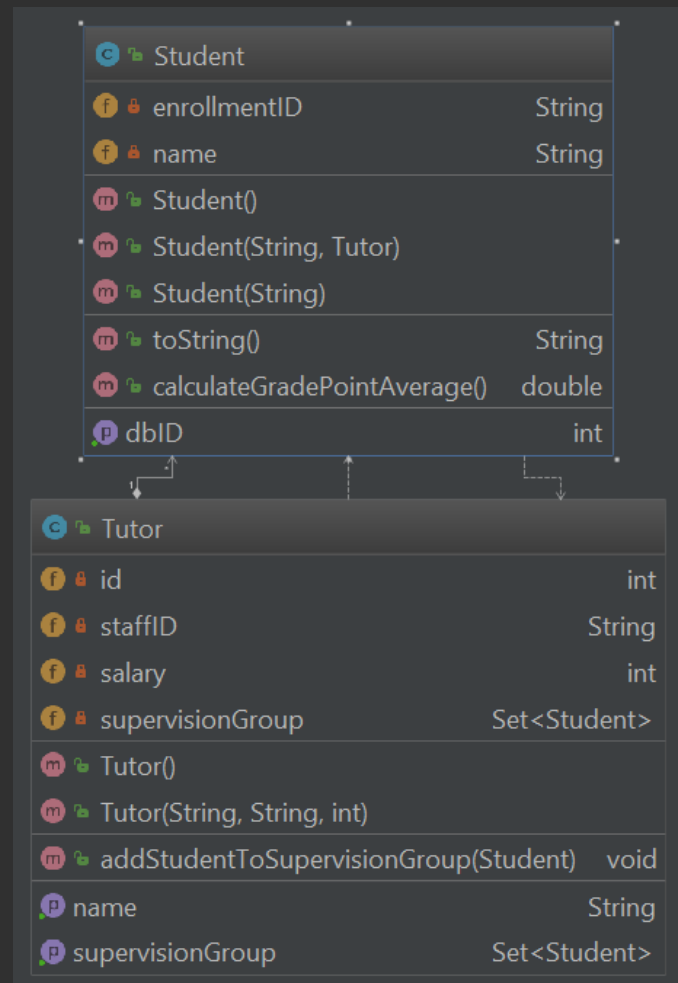 Student
enrollmentID String
name String
Student()
Student(String, Tutor)
Student(String)
toString() String
calculateGradePointAverage() double
dbID int
1 *
Tutor
id int
staffID String
salary int
supervisionGroup Set<Student>
Tutor()
Tutor(String, String, int)
addStudentToSupervisionGroup(Student) void
name String
supervisionGroup Set<Student>